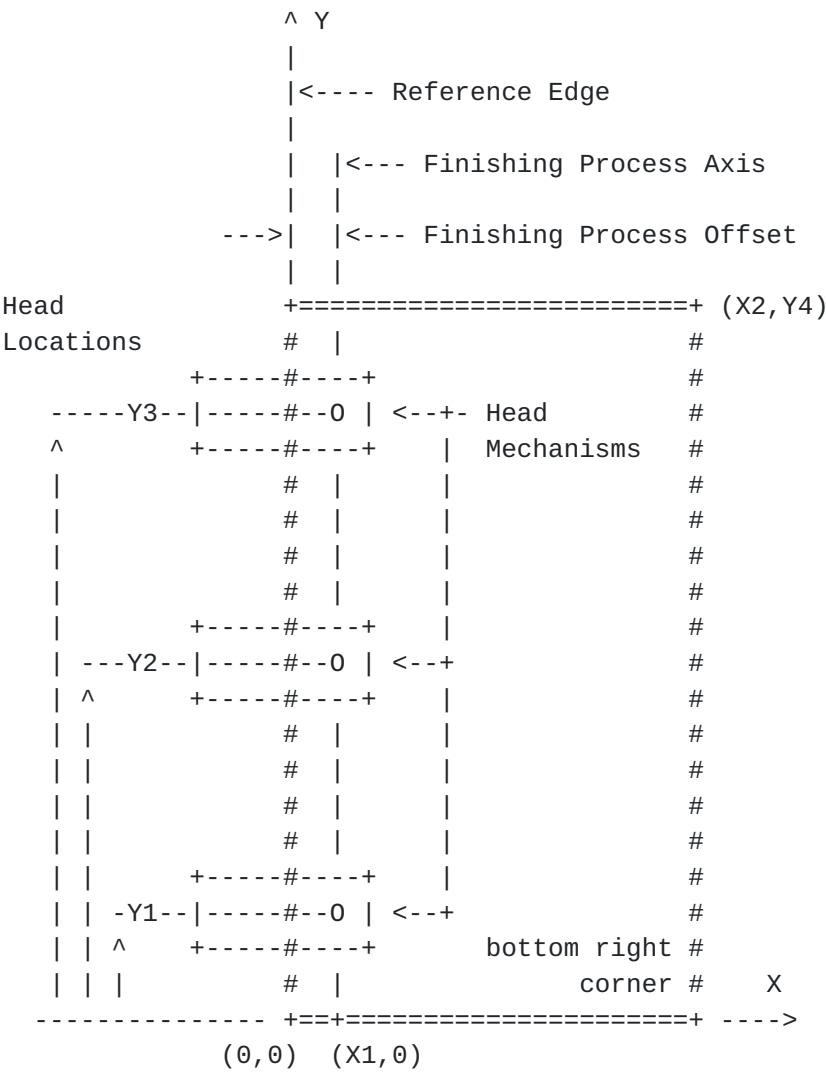 ^ Y
|
|<---- Reference Edge
|
|  |<--- Finishing Process Axis
|  |
--->|  |<--- Finishing Process Offset
|  |
Head              +=========================+ (X2,Y4)
Locations         #  |                      #
+-----#----+                    #
-----Y3--|-----#--O | <--+- Head         #
^        +-----#----+    |  Mechanisms   #
|              #  |      |               #
|              #  |      |               #
|              #  |      |               #
|              #  |      |               #
|        +-----#----+    |               #
| ---Y2--|-----#--O | <--+               #
| ^      +-----#----+    |               #
| |            #  |      |               #
| |            #  |      |               #
| |            #  |      |               #
| |            #  |      |               #
| |      +-----#----+    |               #
| | -Y1--|-----#--O | <--+               #
| | ^    +-----#----+       bottom right #
| | |          #  |               corner #    X
--------------- +==+======================+ ---->
(0,0)  (X1,0)